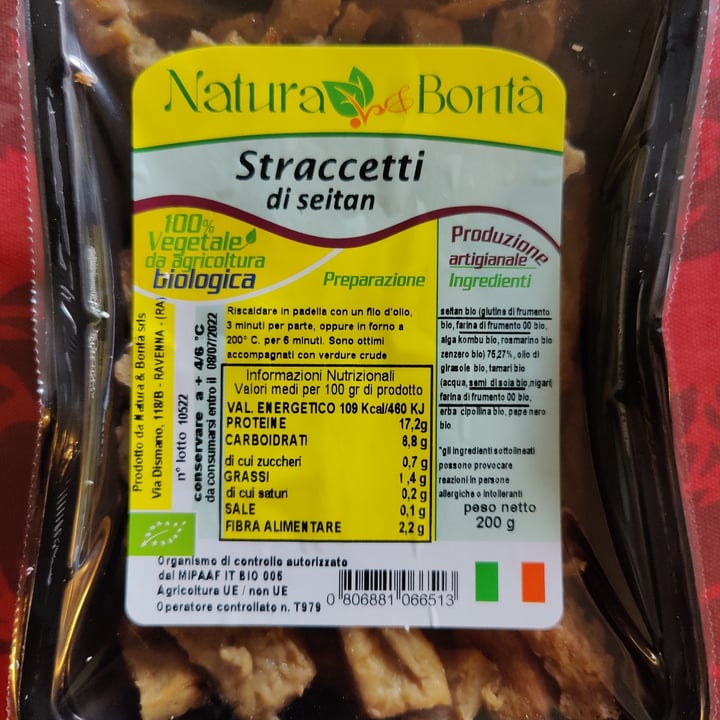 Natura & Bontà
Straccetti
di seitan
100%
Vegetale
da agricoltura
biologica
Produzione
artigianale
Preparazione
Ingredienti
Riscaldare in padella con un filo d'olio,
3 minuti per parte, oppure in forno a
200° C. per 6 minuti. Sono ottimi
accompagnati con verdure crude
Informazioni Nutrizionali
Valori medi per 100 gr di prodotto
VAL. ENERGETICO 109 Kcal/460 KJ
PROTEINE 17,2g
CARBOIDRATI 6,8 g
di cui zuccheri 0,7 g
GRASSI 1,4 g
di cui saturi 0,2 g
SALE 0,1 g
FIBRA ALIMENTARE 2,2 g
seitan bio (glutine di frumento
bio, farina di frumento 00 bio,
alga kombu bio, rosmarino bio
zenzero bio) 75,27%, olio di
girasole bio, tamari bio
(acqua, semi di soia bio, nigari)
farina di frumento 00 bio,
erba cipollina bio, pepe nero
bio
*gli ingredienti sottolineati
possono provocare
reazioni in persone
allergiche o intolleranti
peso netto
200 g
Prodotto da Natura & Bontà srls
Via Dismano, 118/B - RAVENNA - (RA)
n° lotto 10522
conservare a + 4/6 °C
da consumarsi entro il 08/07/2022
Organismo di controllo autorizzato
dal MIPAAF IT BIO 006
Agricoltura UE / non UE
Operatore controllato n. T979
0 806881 066513